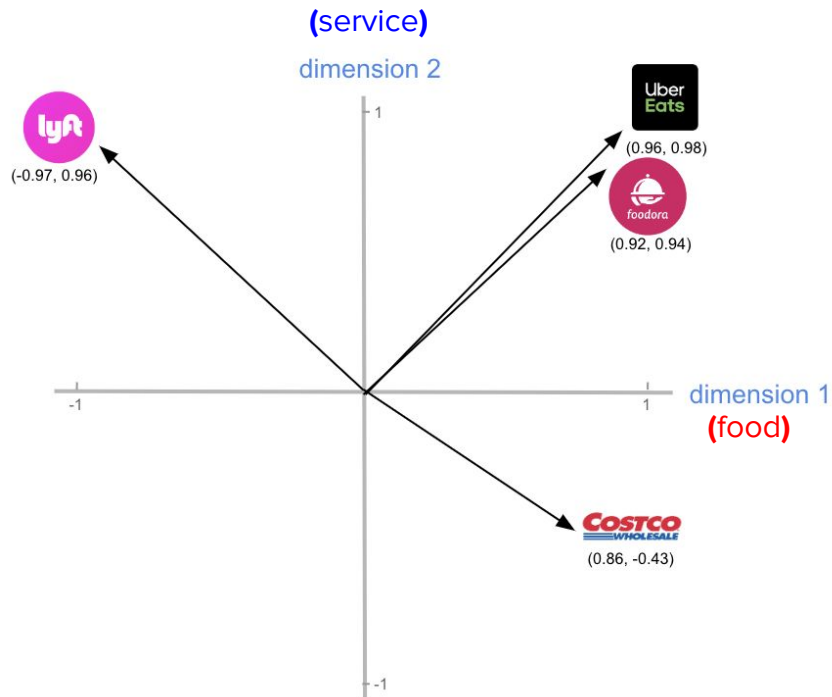 (service)
dimension 2
1
lyft
(-0.97, 0.96)
Uber
Eats
(0.96, 0.98)
foodora
(0.92, 0.94)
-1
1
dimension 1
(food)
COSTCO
WHOLESALE
(0.86, -0.43)
-1